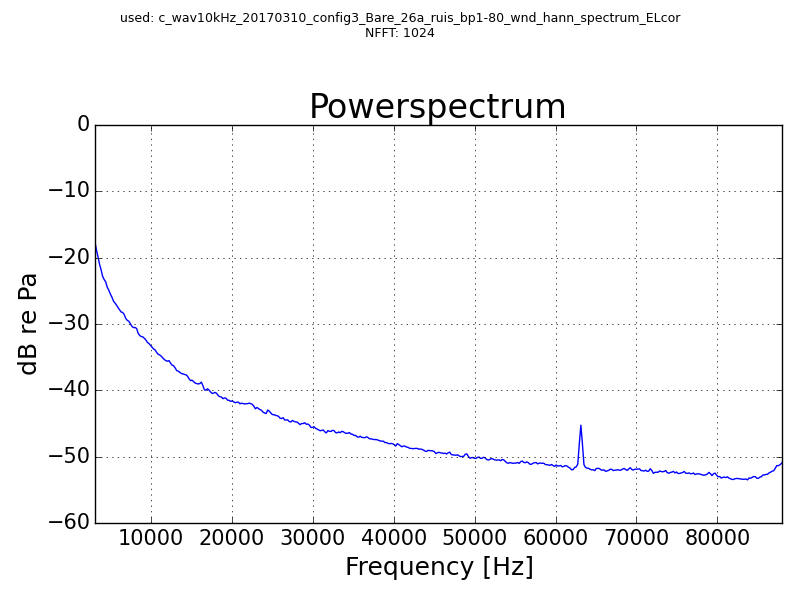 used: c_wav10kHz_20170310_config3_Bare_26a_ruis_bp1-80_wnd_hann_spectrum_ELcor
NFFT: 1024
Powerspectrum
0
−10
−20
−30
−40
−50
−60
dB re Pa
10000 20000 30000 40000 50000 60000 70000 80000
Frequency [Hz]